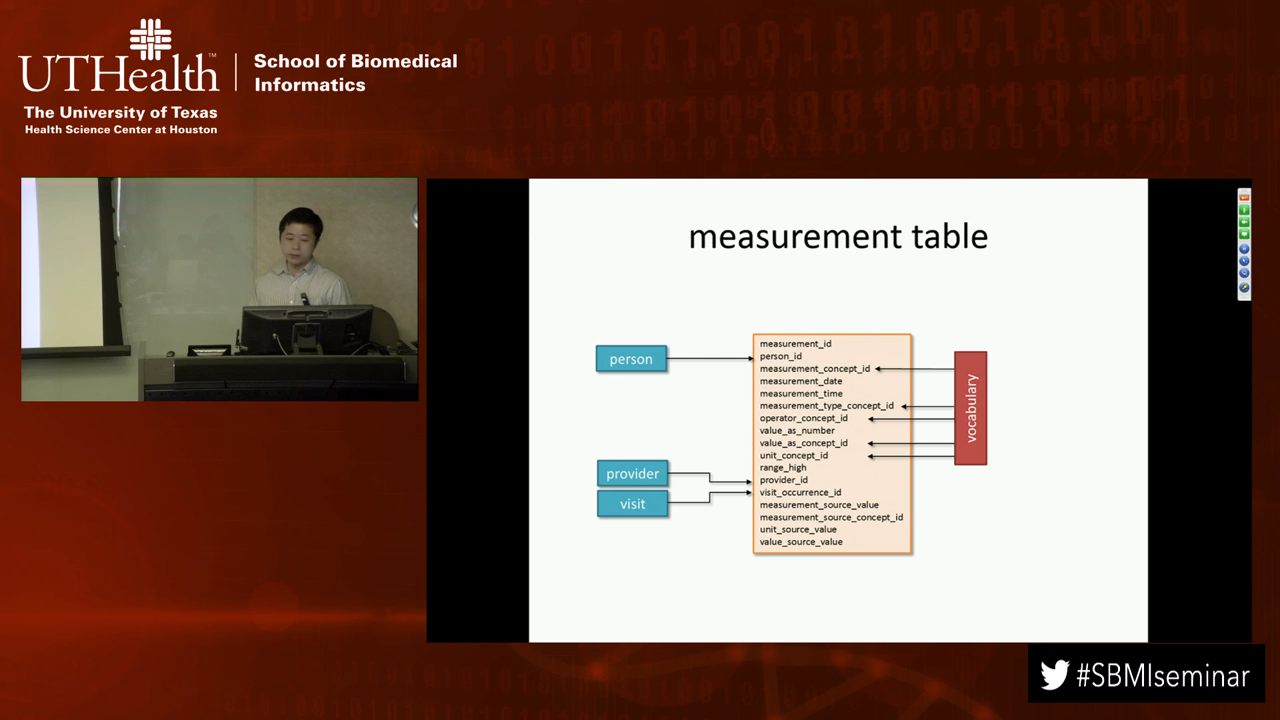 UTHealth™
School of Biomedical
Informatics
The University of Texas
Health Science Center at Houston
measurement table
person
provider
visit
measurement_id
person_id
measurement_concept_id
measurement_date
measurement_time
measurement_type_concept_id
operator_concept_id
value_as_number
value_as_concept_id
unit_concept_id
range_high
provider_id
visit_occurrence_id
measurement_source_value
measurement_source_concept_id
unit_source_value
value_source_value
vocabulary
#SBMIseminar